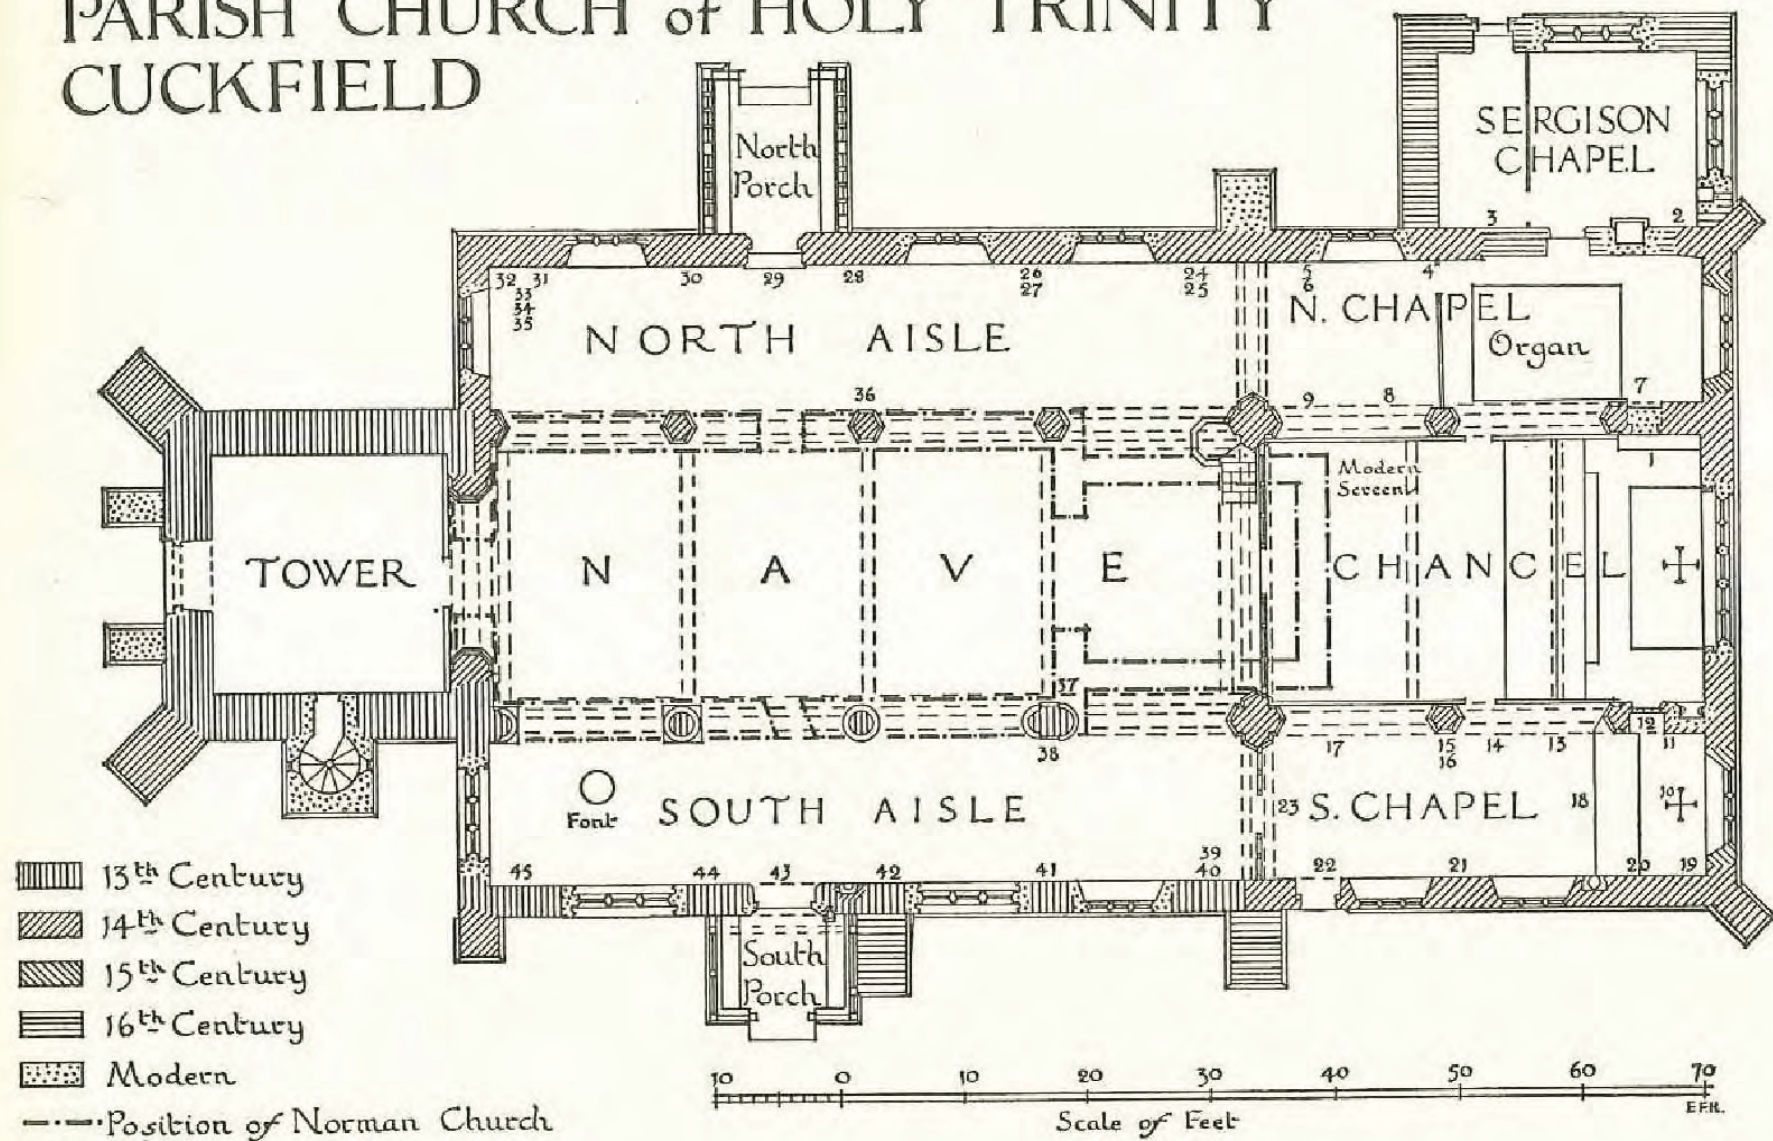 PARISH CHURCH of HOLY TRINITY
CUCKFIELD
North
Porch
SERGISON
CHAPEL
3
2
32 31
33
34
35
30
29
28
26
27
24
25
5
6
4
NORTH AISLE
N. CHAPEL
Organ
36
9
8
7
Modern
Screen
1
TOWER
NAVE
CHANCEL
37
38
17
15
16
14
13
12
11
Font
SOUTH AISLE
23
S. CHAPEL
18
10
45
44
43
42
41
39
40
22
21
20
19
South
Porch
13th Century
14th Century
15th Century
16th Century
Modern
Position of Norman Church
10 0 10 20 30 40 50 60 70
Scale of Feet
E.F.R.